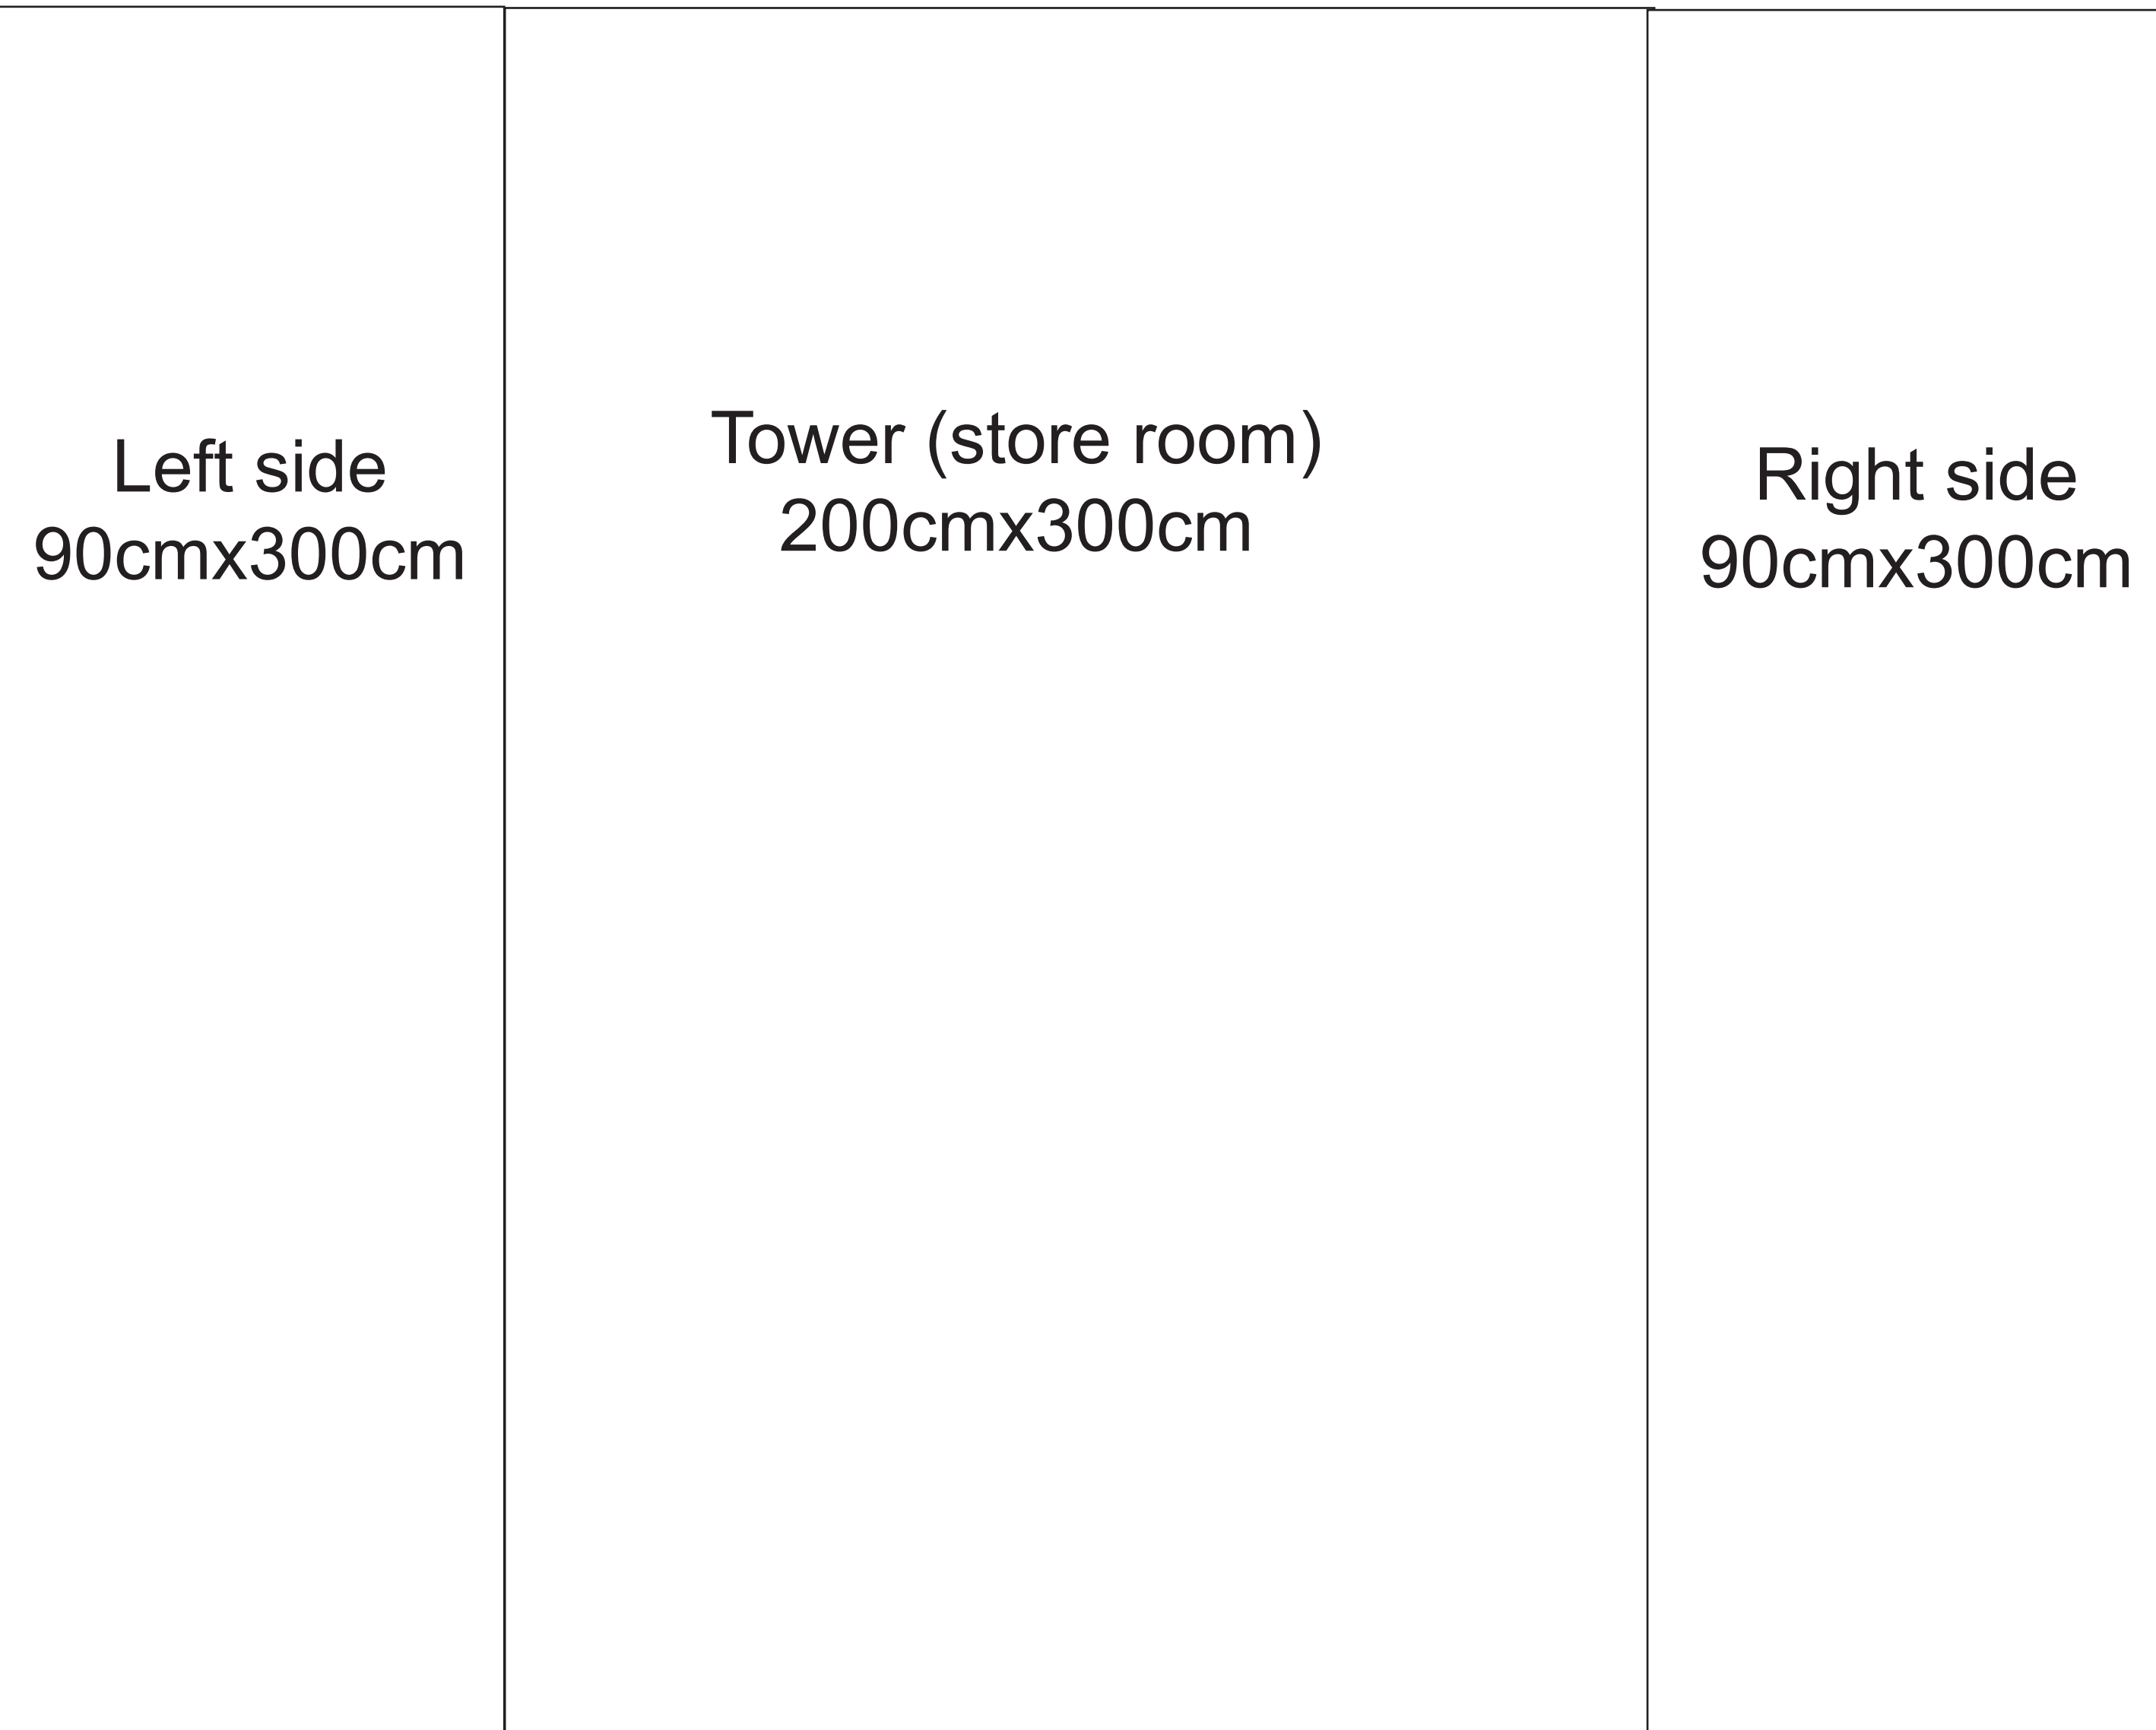 Left side
90cmx300cm
Tower (store room)
200cmx300cm
Right side
90cmx300cm